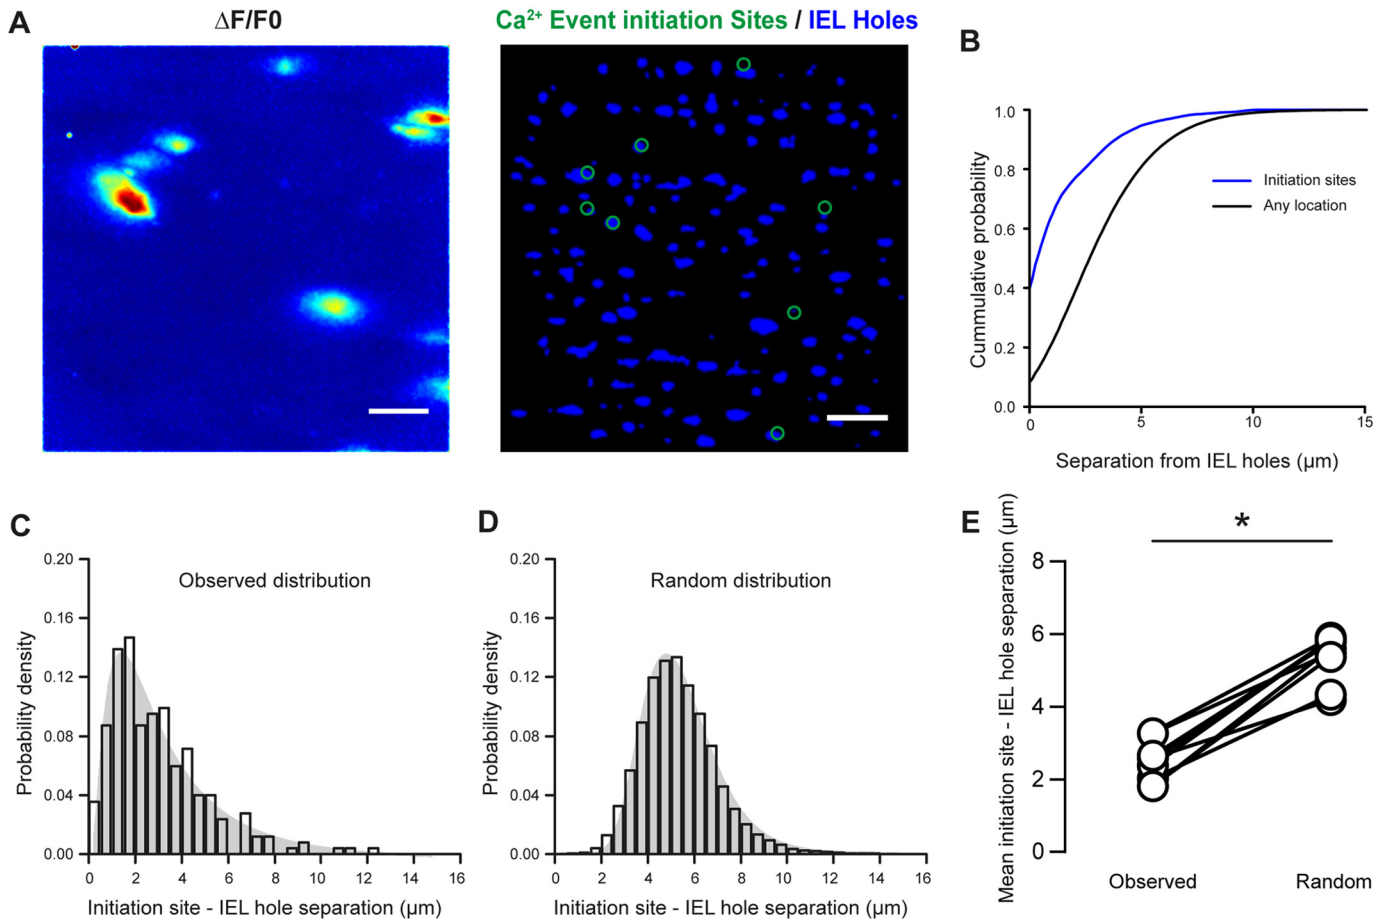 A
ΔF/F0
Ca²⁺ Event initiation Sites / IEL Holes
B
Cummulative probability
1.0
0.8
0.6
0.4
0.2
0.0
Initiation sites
Any location
0 5 10 15
Separation from IEL holes (µm)
C
Observed distribution
Probability density
0.20
0.16
0.12
0.08
0.04
0.00
0 2 4 6 8 10 12 14 16
Initiation site - IEL hole separation (µm)
D
Random distribution
Probability density
0.20
0.16
0.12
0.08
0.04
0.00
0 2 4 6 8 10 12 14 16
Initiation site - IEL hole separation (µm)
E
*
Mean initiation site - IEL hole separation (µm)
8
6
4
2
0
Observed Random